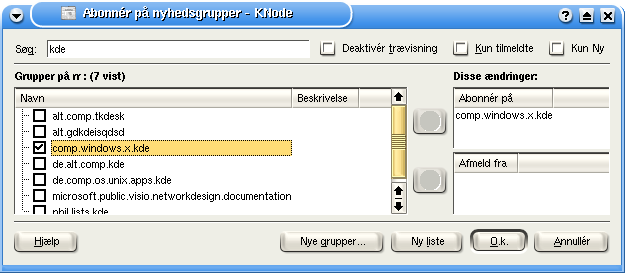 Abonnér på nyhedsgrupper - KNode
Søg: kde
Deaktivér trævisning
Kun tilmeldte
Kun Ny
Grupper på rr : (7 vist)
Disse ændringer:
Navn Beskrivelse
alt.comp.tkdesk
alt.gdkdeisqdsd
comp.windows.x.kde
de.alt.comp.kde
de.comp.os.unix.apps.kde
microsoft.public.visio.networkdesign.documentation
phil.lists.kde
Abonnér på
comp.windows.x.kde
Afmeld fra
Hjælp
Nye grupper...
Ny liste
O.k.
Annullér